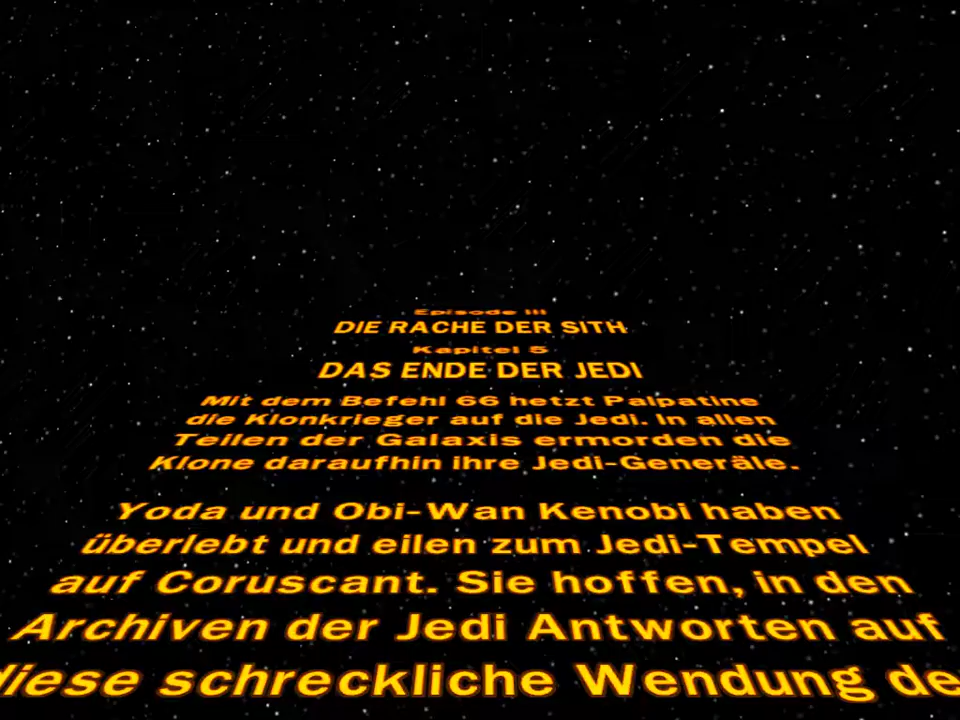 Episode III
DIE RACHE DER SITH
Kapitel 5
DAS ENDE DER JEDI
Mit dem Befehl 66 hetzt Palpatine
die Klonkrieger auf die Jedi. In allen
Teilen der Galaxis ermorden die
Klone daraufhin ihre Jedi-Generäle.
Yoda und Obi-Wan Kenobi haben
überlebt und eilen zum Jedi-Tempel
auf Coruscant. Sie hoffen, in den
Archiven der Jedi Antworten auf
diese schreckliche Wendung de